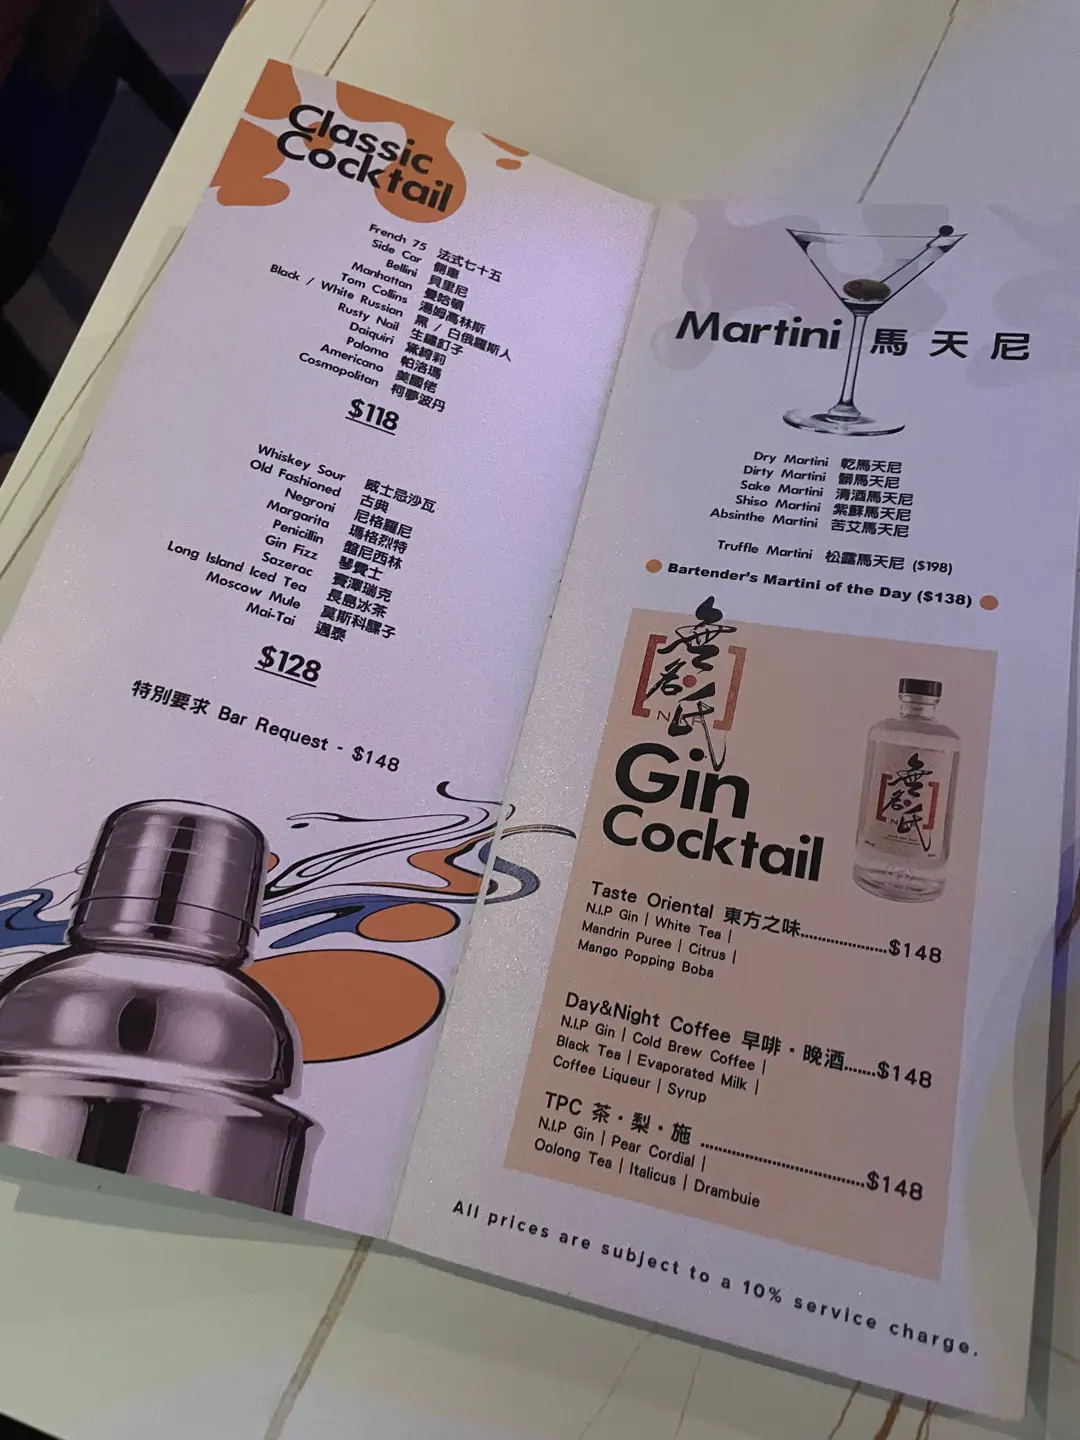 Classic
Cocktail
French 75 法式七十五
Side Car 側車
Bellini 貝里尼
Manhattan 曼哈頓
Tom Collins 湯姆高林斯
Black / White Russian 黑 / 白俄羅斯人
Rusty Nail 生鏽釘子
Daiquiri 黛綺莉
Paloma 帕洛瑪
Americano 美國佬
Cosmopolitan 柯夢波丹
$118
Whiskey Sour 威士忌沙瓦
Old Fashioned 古典
Negroni 尼格羅尼
Margarita 瑪格烈特
Penicillin 盤尼西林
Gin Fizz 琴費士
Sazerac 賽澤瑞克
Long Island Iced Tea 長島冰茶
Moscow Mule 莫斯科騾子
Mai-Tai 邁泰
$128
特別要求 Bar Request - $148
Martini 馬天尼
Dry Martini 乾馬天尼
Dirty Martini 髒馬天尼
Sake Martini 清酒馬天尼
Shiso Martini 紫蘇馬天尼
Absinthe Martini 苦艾馬天尼
Truffle Martini 松露馬天尼 ($198)
Bartender's Martini of the Day ($138)
無名氏
Gin
Cocktail
無名氏
Taste Oriental 東方之味....................$148
N.I.P Gin | White Tea |
Mandrin Puree | Citrus |
Mango Popping Boba
Day&Night Coffee 早啡·晚酒.......$148
N.I.P Gin | Cold Brew Coffee |
Black Tea | Evaporated Milk |
Coffee Liqueur | Syrup
TPC 茶·梨·施 ......................................$148
N.I.P Gin | Pear Cordial |
Oolong Tea | Italicus | Drambuie
All prices are subject to a 10% service charge.